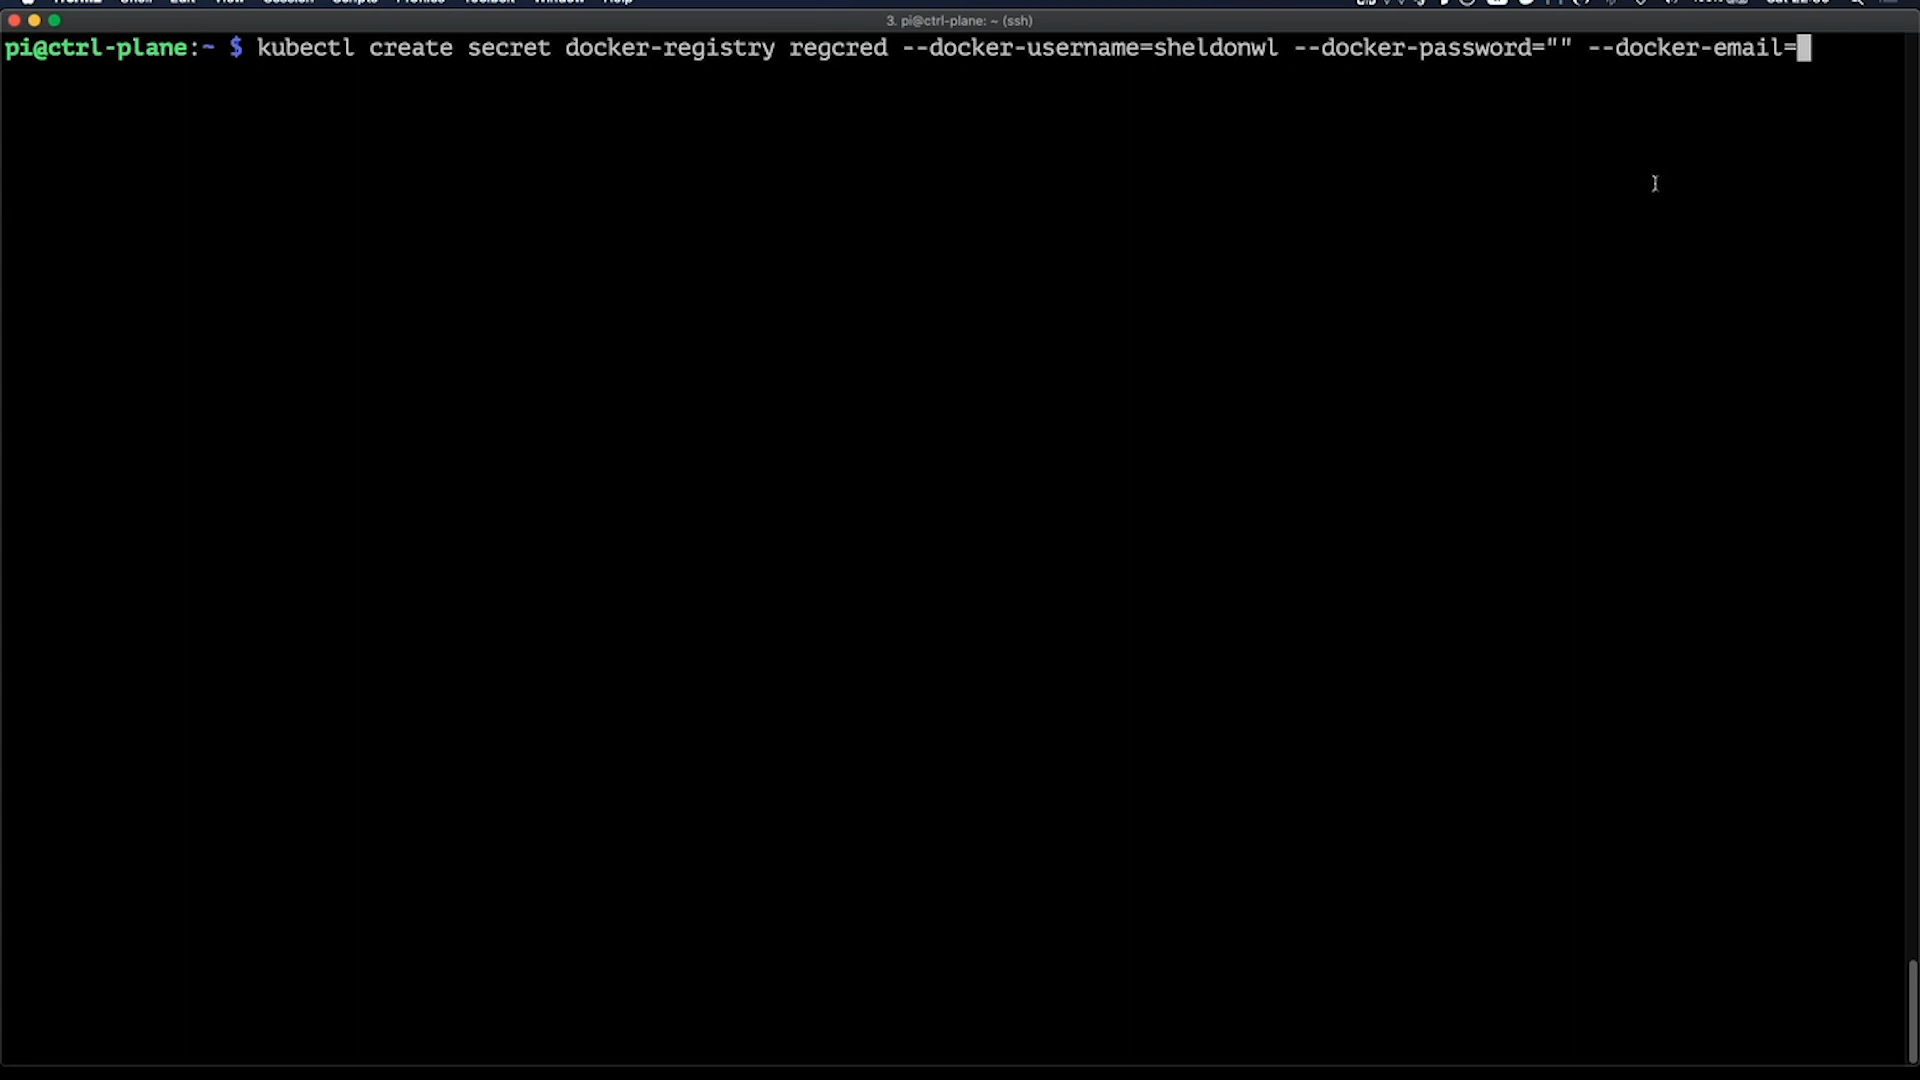 3. pi@ctrl-plane: ~ (ssh)
pi@ctrl-plane:~ $ kubectl create secret docker-registry regcred --docker-username=sheldonwl --docker-password="" --docker-email=